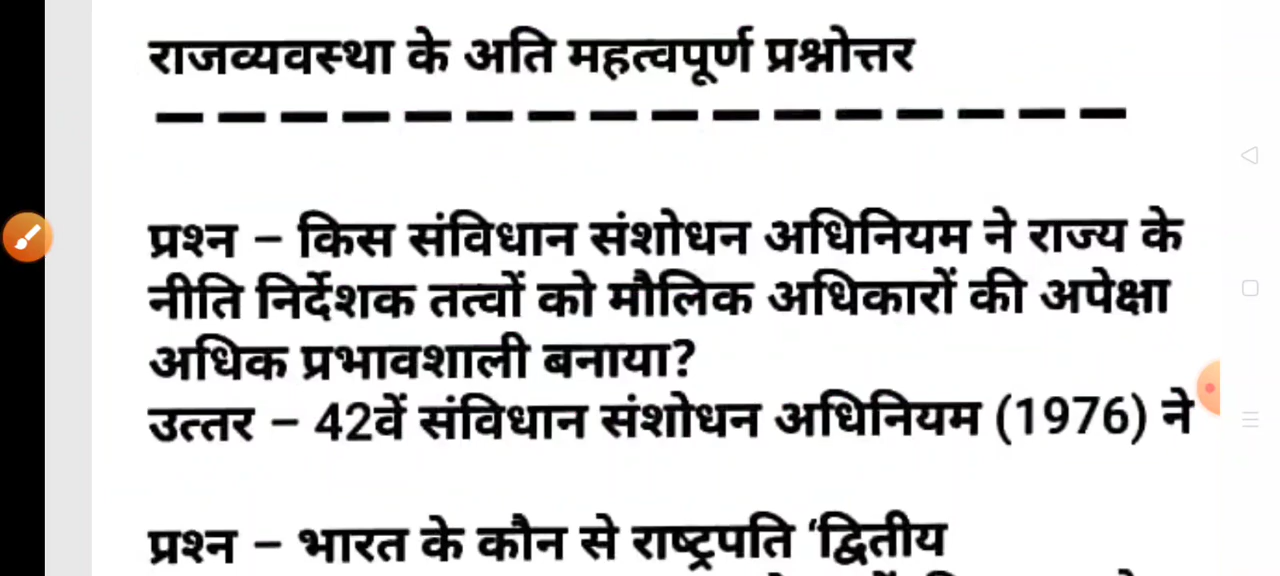 राजव्यवस्था के अति महत्वपूर्ण प्रश्नोत्तर
— — — — — — — — — — — — — — — —
प्रश्न – किस संविधान संशोधन अधिनियम ने राज्य के
नीति निर्देशक तत्वों को मौलिक अधिकारों की अपेक्षा
अधिक प्रभावशाली बनाया?
उत्तर – 42वें संविधान संशोधन अधिनियम (1976) ने
प्रश्न – भारत के कौन से राष्ट्रपति ‘द्वितीय